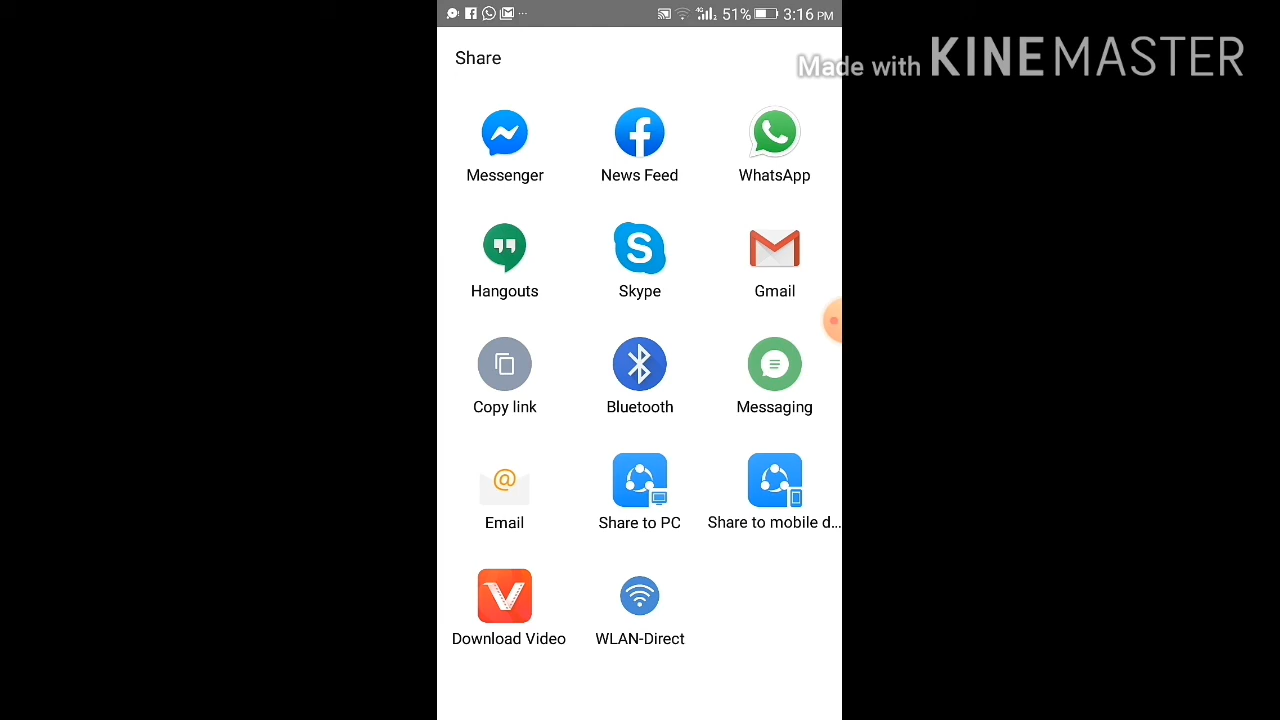 51% 3:16 PM
Share
Made with KINEMASTER
Messenger News Feed WhatsApp
Hangouts Skype Gmail
Copy link Bluetooth Messaging
Email Share to PC Share to mobile d...
Download Video WLAN-Direct